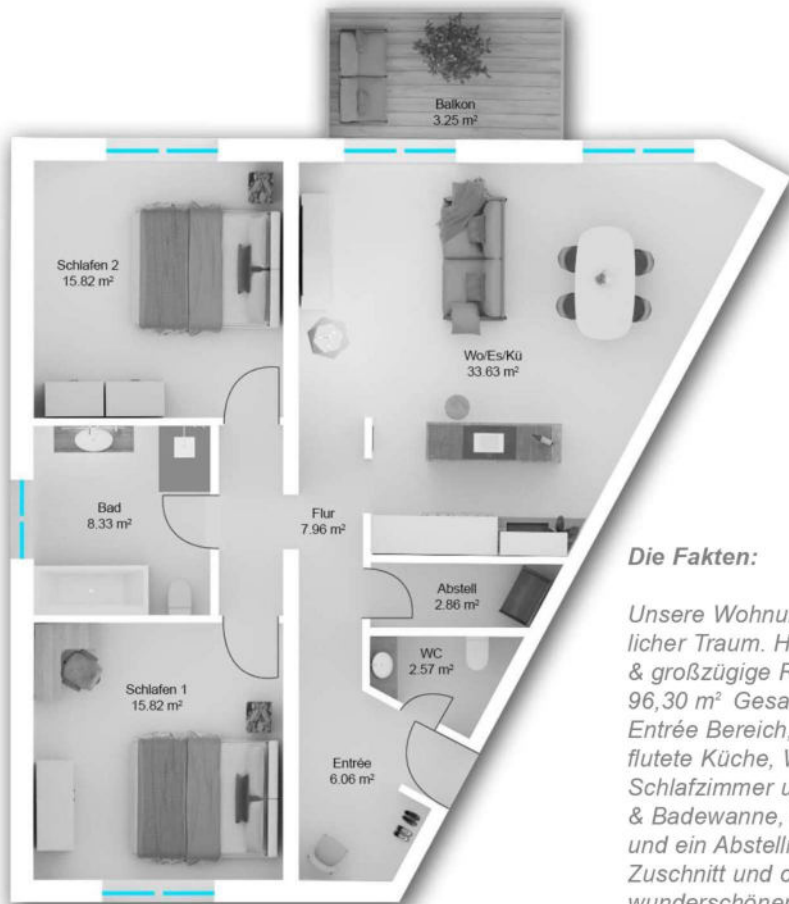 Balkon
3.25 m²
Schlafen 2
15.82 m²
Wo/Es/Kü
33.63 m²
Bad
8.33 m²
Flur
7.96 m²
Abstell
2.86 m²
WC
2.57 m²
Schlafen 1
15.82 m²
Entrée
6.06 m²
Die Fakten:
licher Traum. H
& großzügige R
96,30 m² Gesa
Entrée Bereich,
flutete Küche, W
Schlafzimmer u
& Badewanne,
und ein Abstell
Zuschnitt und d
wunderschönen